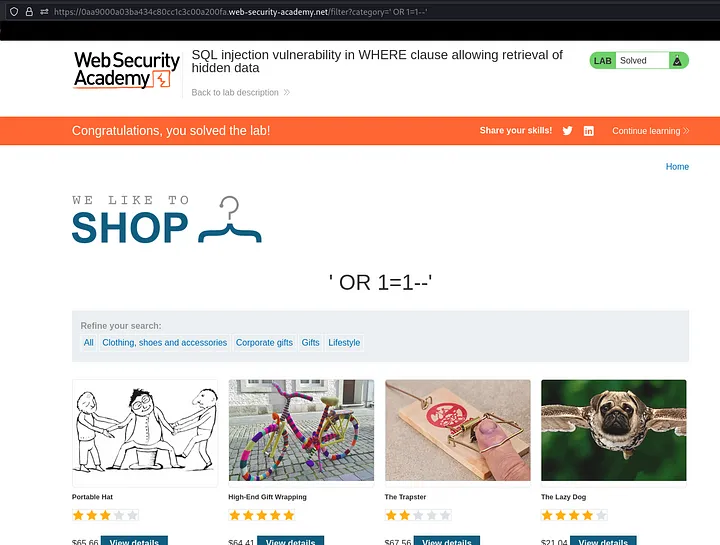 https://0aa9000a03ba434c80cc1c3c00a200fa.web-security-academy.net/filter?category=' OR 1=1--'
WebSecurity
Academy
SQL injection vulnerability in WHERE clause allowing retrieval of
hidden data
LAB Solved
Back to lab description
Congratulations, you solved the lab!
Share your skills!
Continue learning
Home
WE LIKE TO
SHOP
' OR 1=1--'
Refine your search:
All Clothing, shoes and accessories Corporate gifts Gifts Lifestyle
Portable Hat
High-End Gift Wrapping
The Trapster
The Lazy Dog
$65.66 View details
$64.41 View details
$67.56 View details
$21.04 View details